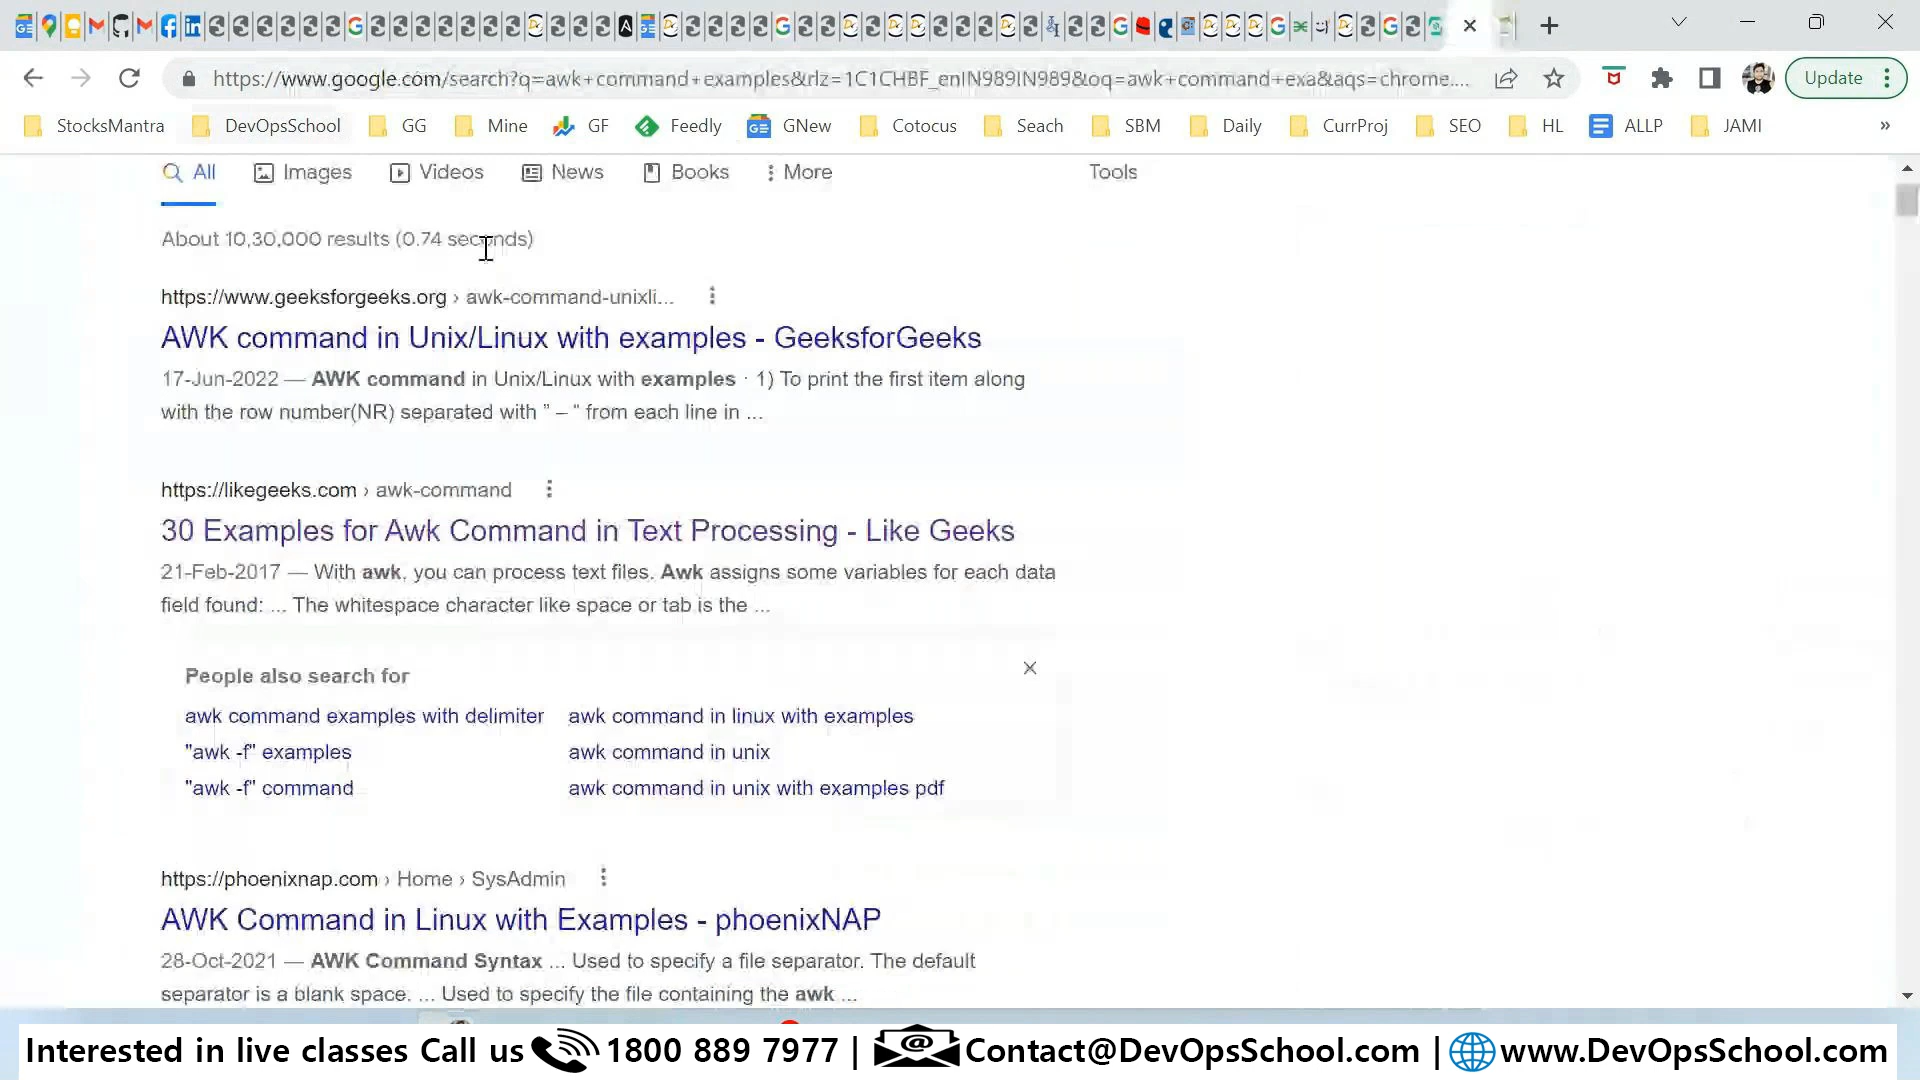 https://www.google.com/search?q=awk+command+examples&rlz=1C1CHBF_enIN989IN989&oq=awk+command+exa&aqs=chrome....
Update
StocksMantra DevOpsSchool GG Mine GF Feedly GNew Cotocus Seach SBM Daily CurrProj SEO HL ALLP JAMI »
All Images Videos News Books More Tools
About 10,30,000 results (0.74 seconds)
https://www.geeksforgeeks.org › awk-command-unixli...
AWK command in Unix/Linux with examples - GeeksforGeeks
17-Jun-2022 — AWK command in Unix/Linux with examples · 1) To print the first item along
with the row number(NR) separated with ” – “ from each line in ...
https://likegeeks.com › awk-command
30 Examples for Awk Command in Text Processing - Like Geeks
21-Feb-2017 — With awk, you can process text files. Awk assigns some variables for each data
field found: ... The whitespace character like space or tab is the ...
People also search for
awk command examples with delimiter awk command in linux with examples
"awk -f" examples awk command in unix
"awk -f" command awk command in unix with examples pdf
https://phoenixnap.com › Home › SysAdmin
AWK Command in Linux with Examples - phoenixNAP
28-Oct-2021 — AWK Command Syntax ... Used to specify a file separator. The default
separator is a blank space. ... Used to specify the file containing the awk ...
Interested in live classes Call us 1800 889 7977 | Contact@DevOpsSchool.com | www.DevOpsSchool.com